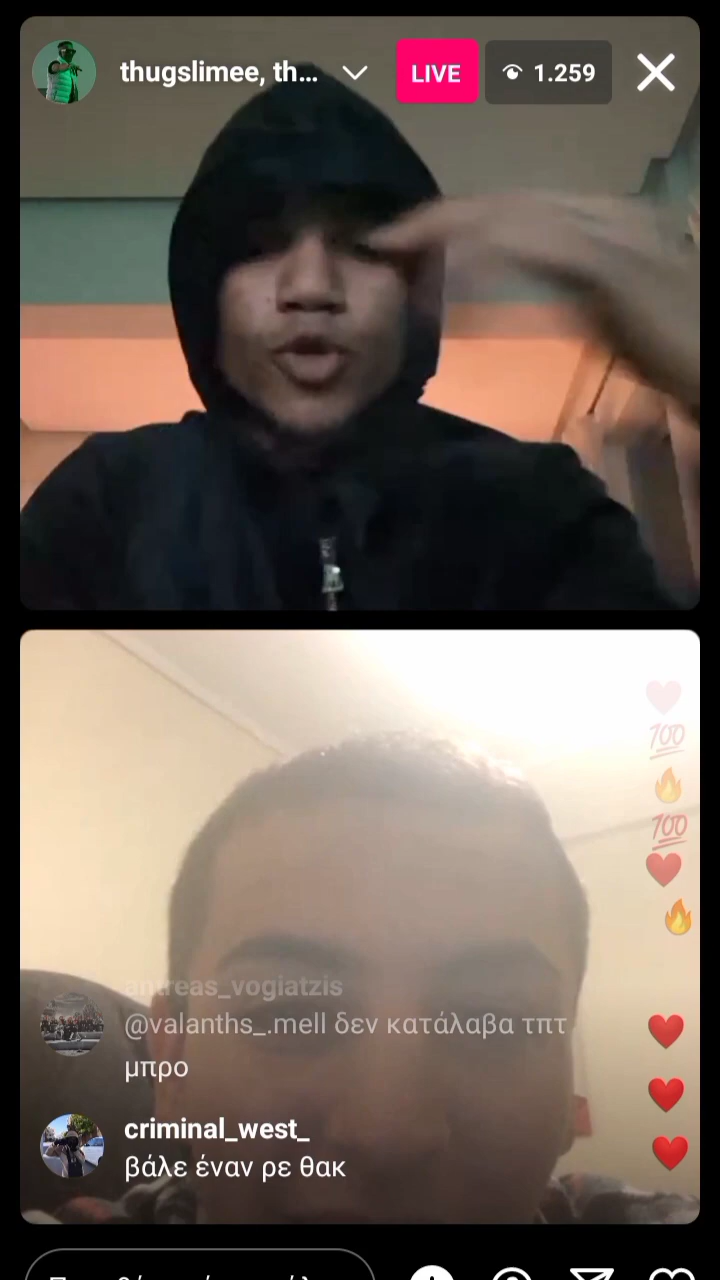 thugslimee, th...
LIVE
1.259
antreas_vogiatzis
@valanths_.mell δεν κατάλαβα τπτ
μπρο
criminal_west_
βάλε έναν ρε θακ